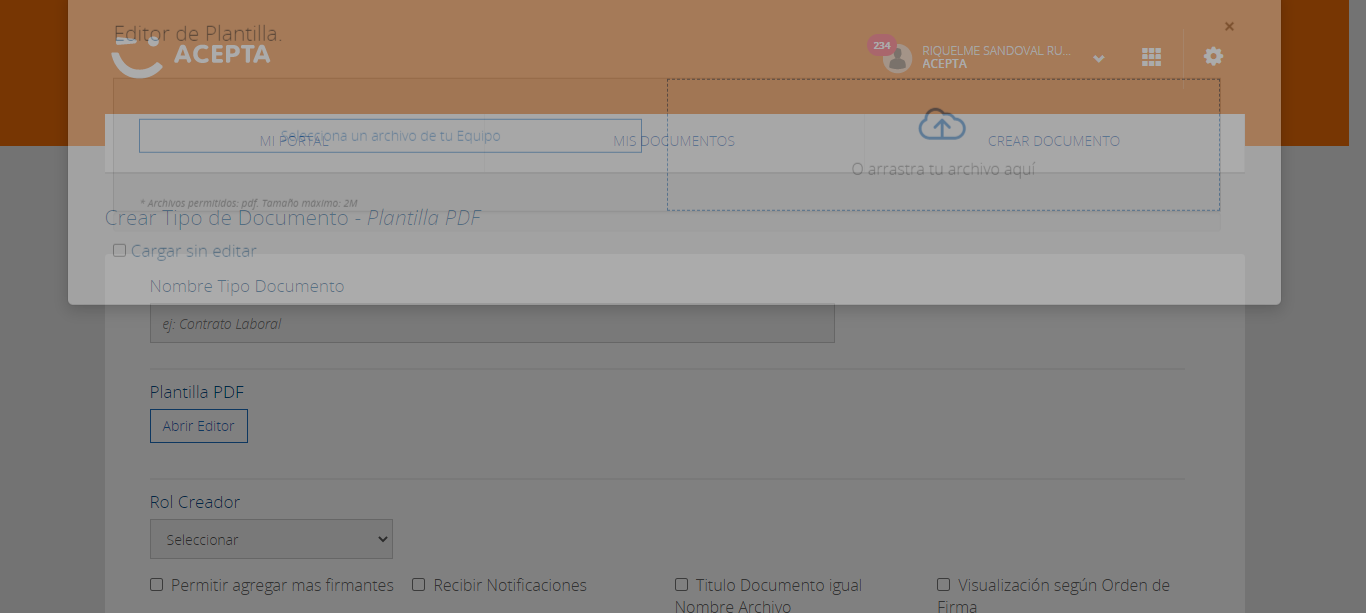 Editor de Plantilla.
×
ACEPTA
234
RIQUELME SANDOVAL RU...
ACEPTA
Selecciona un archivo de tu Equipo
MI PORTAL
MIS DOCUMENTOS
CREAR DOCUMENTO
O arrastra tu archivo aquí
* Archivos permitidos: pdf. Tamaño máximo: 2M
Crear Tipo de Documento - Plantilla PDF
Cargar sin editar
Nombre Tipo Documento
ej: Contrato Laboral
Plantilla PDF
Abrir Editor
Rol Creador
Seleccionar
Permitir agregar mas firmantes
Recibir Notificaciones
Titulo Documento igual
Nombre Archivo
Visualización según Orden de
Firma